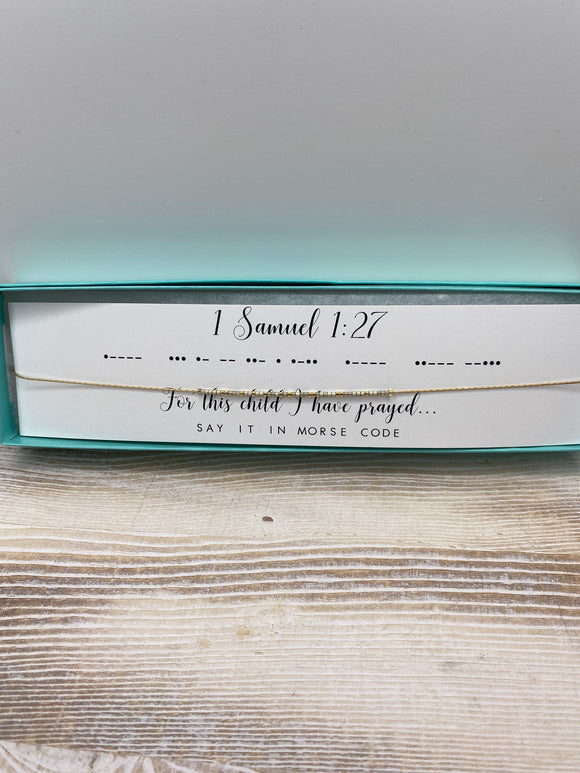 1 Samuel 1:27
•---- ••• •- -- ••- • •-•• •---- ••--- --•••
For this child I have prayed...
SAY IT IN MORSE CODE